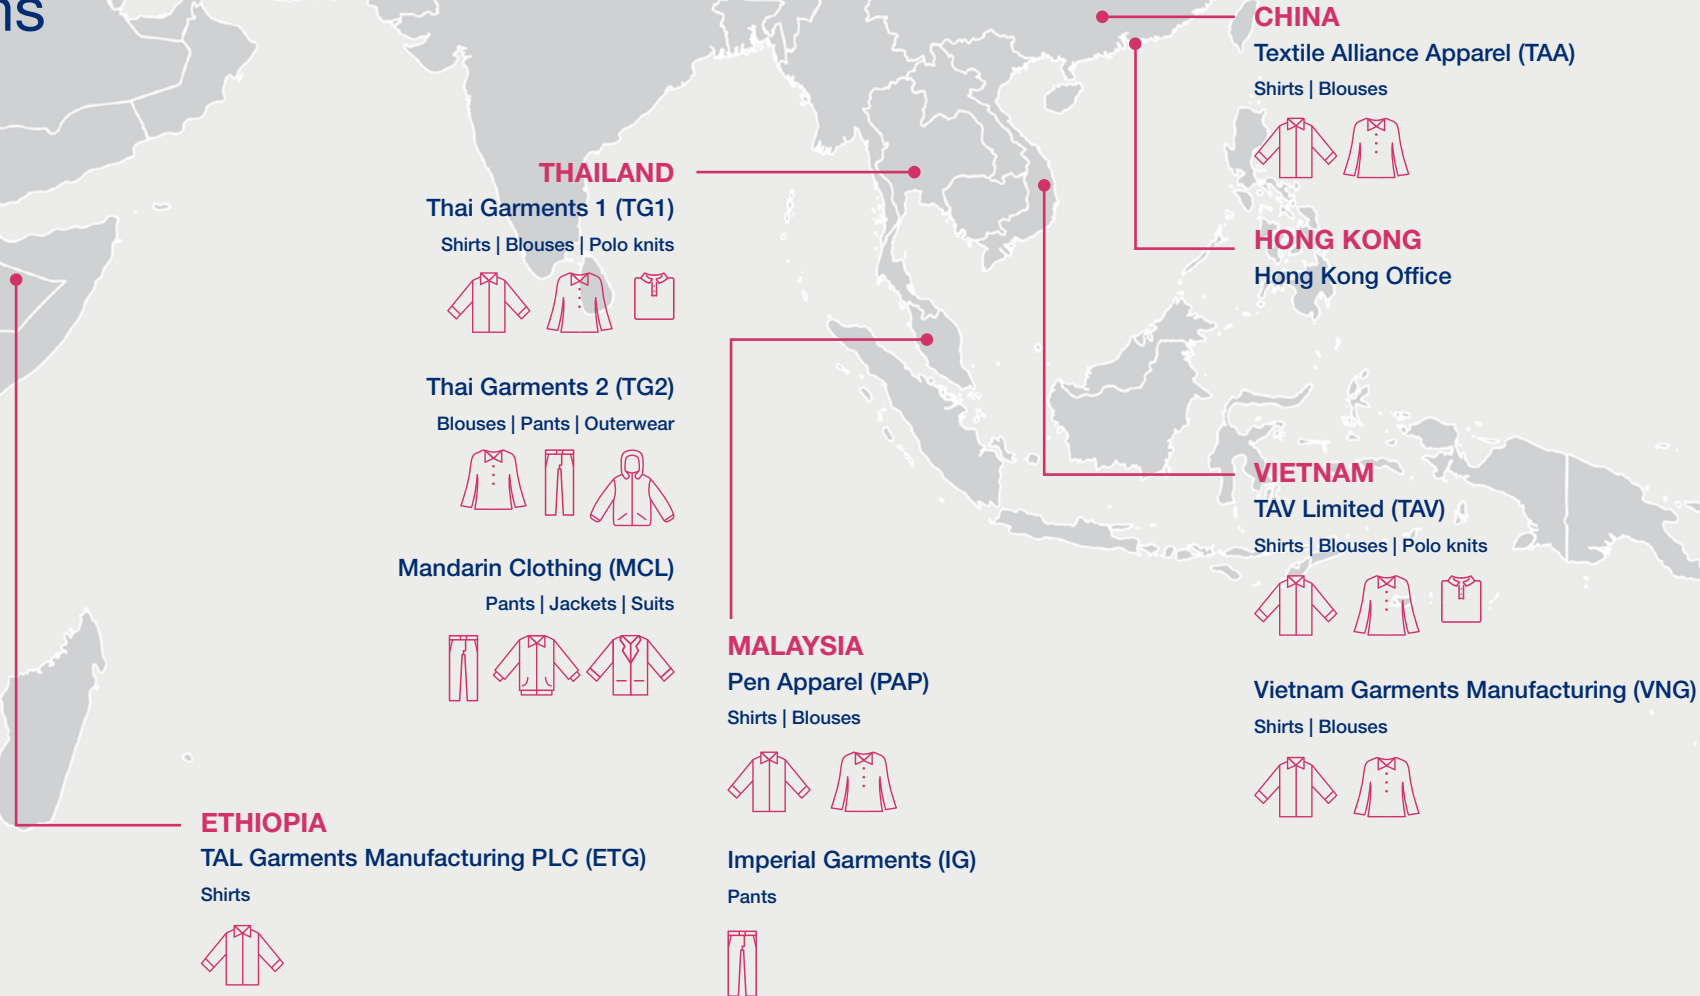 ns
CHINA
Textile Alliance Apparel (TAA)
Shirts | Blouses
HONG KONG
Hong Kong Office
THAILAND
Thai Garments 1 (TG1)
Shirts | Blouses | Polo knits
Thai Garments 2 (TG2)
Blouses | Pants | Outerwear
Mandarin Clothing (MCL)
Pants | Jackets | Suits
VIETNAM
TAV Limited (TAV)
Shirts | Blouses | Polo knits
Vietnam Garments Manufacturing (VNG)
Shirts | Blouses
MALAYSIA
Pen Apparel (PAP)
Shirts | Blouses
Imperial Garments (IG)
Pants
ETHIOPIA
TAL Garments Manufacturing PLC (ETG)
Shirts